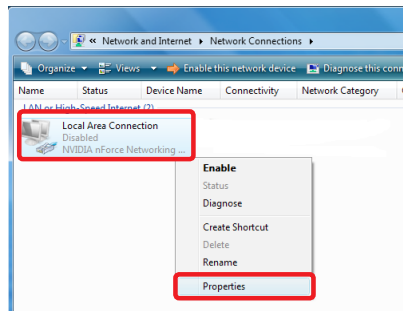 « Network and Internet ▸ Network Connections ▸
Organize Views Enable this network device Diagnose this conn
Name Status Device Name Connectivity Network Category
LAN or High-Speed Internet (2)
Local Area Connection
Disabled
NVIDIA nForce Networking ...
Enable
Status
Diagnose
Create Shortcut
Delete
Rename
Properties